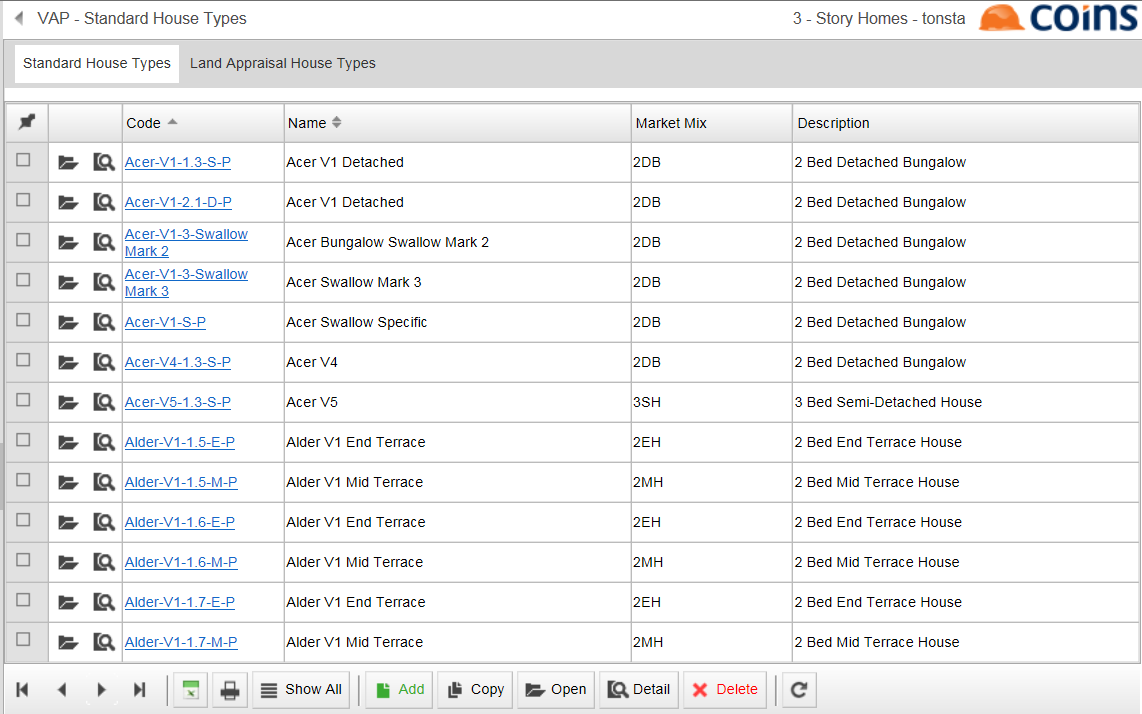 VAP - Standard House Types
3 - Story Homes - tonsta
coins
Standard House Types
Land Appraisal House Types
Code Name Market Mix Description
Acer-V1-1.3-S-P Acer V1 Detached 2DB 2 Bed Detached Bungalow
Acer-V1-2.1-D-P Acer V1 Detached 2DB 2 Bed Detached Bungalow
Acer-V1-3-Swallow
Mark 2 Acer Bungalow Swallow Mark 2 2DB 2 Bed Detached Bungalow
Acer-V1-3-Swallow
Mark 3 Acer Swallow Mark 3 2DB 2 Bed Detached Bungalow
Acer-V1-S-P Acer Swallow Specific 2DB 2 Bed Detached Bungalow
Acer-V4-1.3-S-P Acer V4 2DB 2 Bed Detached Bungalow
Acer-V5-1.3-S-P Acer V5 3SH 3 Bed Semi-Detached House
Alder-V1-1.5-E-P Alder V1 End Terrace 2EH 2 Bed End Terrace House
Alder-V1-1.5-M-P Alder V1 Mid Terrace 2MH 2 Bed Mid Terrace House
Alder-V1-1.6-E-P Alder V1 End Terrace 2EH 2 Bed End Terrace House
Alder-V1-1.6-M-P Alder V1 Mid Terrace 2MH 2 Bed Mid Terrace House
Alder-V1-1.7-E-P Alder V1 End Terrace 2EH 2 Bed End Terrace House
Alder-V1-1.7-M-P Alder V1 Mid Terrace 2MH 2 Bed Mid Terrace House
Show All Add Copy Open Detail Delete